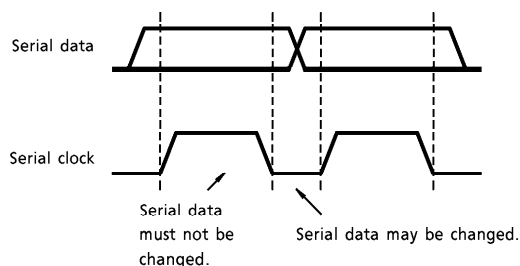 Serial data
Serial clock
Serial data
must not be
changed.
Serial data may be changed.